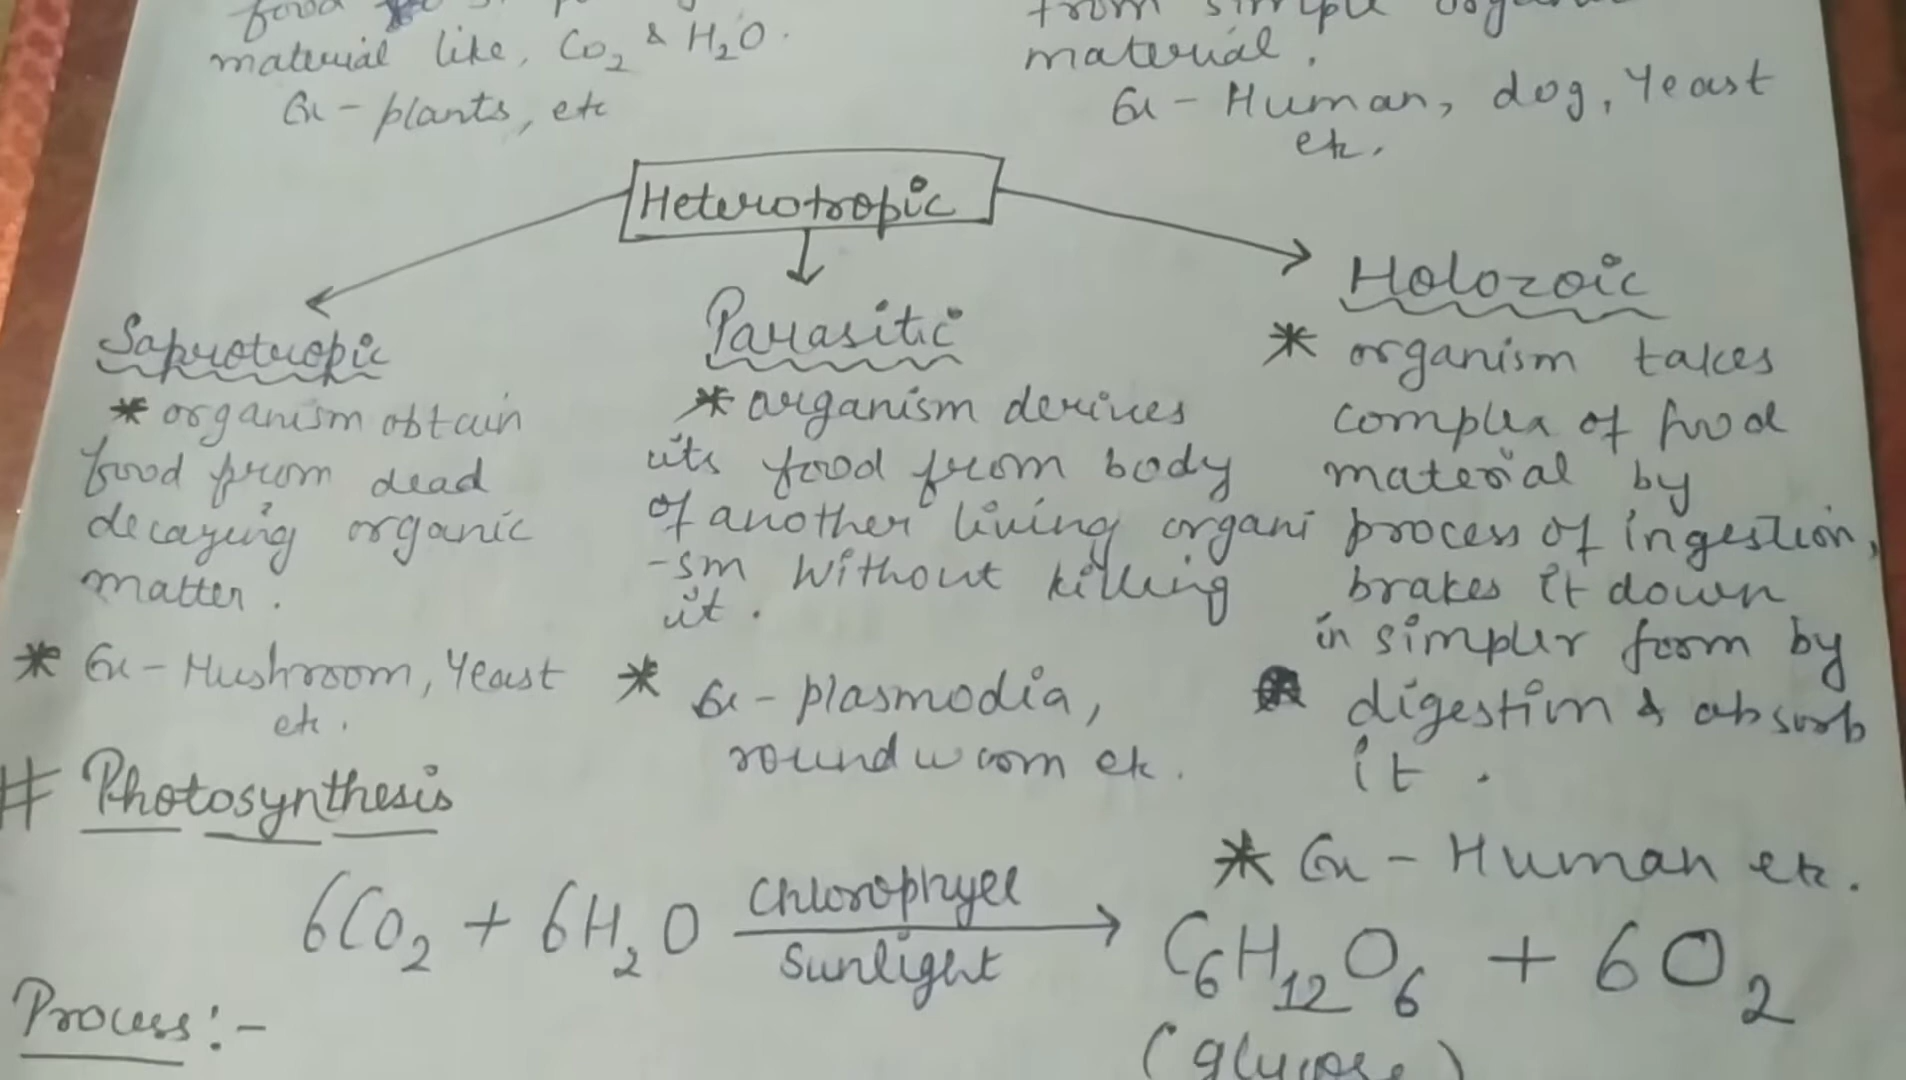 food
material like, CO2 & H2O.
Ex - plants, etc
from simple
material.
Ex - Human, dog, Yeast
etc.
Heterotropic
Saprotropic
* organism obtain
food from dead
decaying organic
matter.
* Ex - Mushroom, Yeast
etc.
Parasitic
* organism derives
its food from body
of another living organi
-sm without killing
it.
* Ex - plasmodia,
roundworm etc.
Holozoic
* organism takes
complex of food
material by
process of ingestion,
brakes it down
in simpler form by
digestion & absorb
it.
* Ex - Human etc.
# Photosynthesis
6CO2 + 6H2O Chlorophyll Sunlight → C6H12O6 + 6O2
(glucose)
Process:-